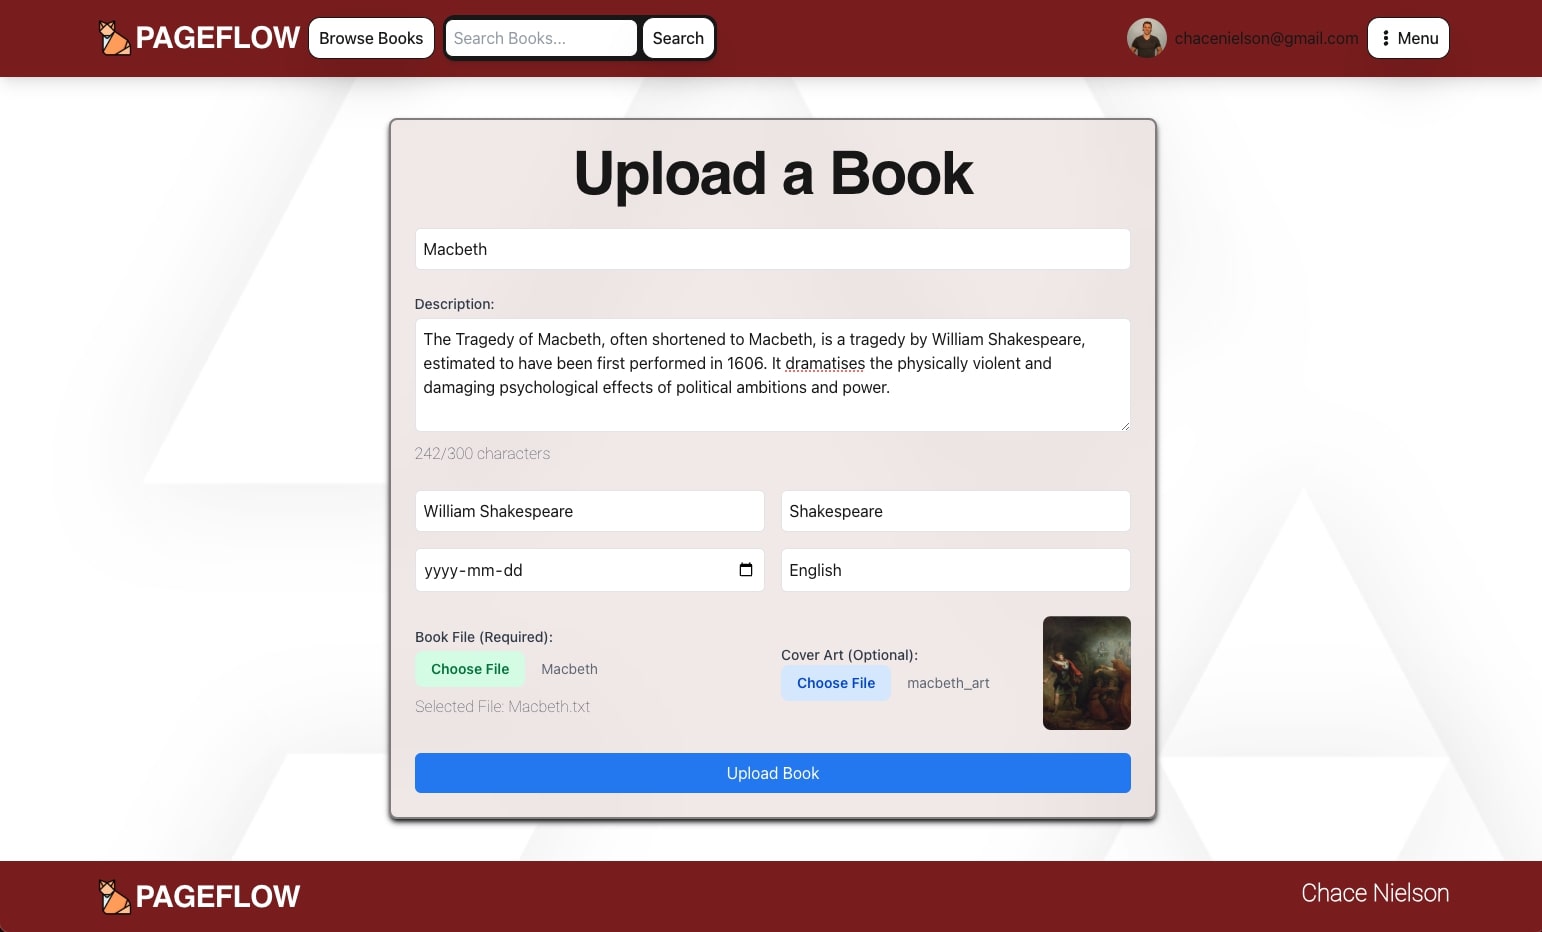 PAGEFLOW Browse Books Search Books... Search chacenielson@gmail.com Menu
Upload a Book
Macbeth
Description:
The Tragedy of Macbeth, often shortened to Macbeth, is a tragedy by William Shakespeare,
estimated to have been first performed in 1606. It dramatises the physically violent and
damaging psychological effects of political ambitions and power.
242/300 characters
William Shakespeare Shakespeare
yyyy-mm-dd English
Book File (Required):
Choose File Macbeth
Selected File: Macbeth.txt
Cover Art (Optional):
Choose File macbeth_art
Upload Book
PAGEFLOW Chace Nielson